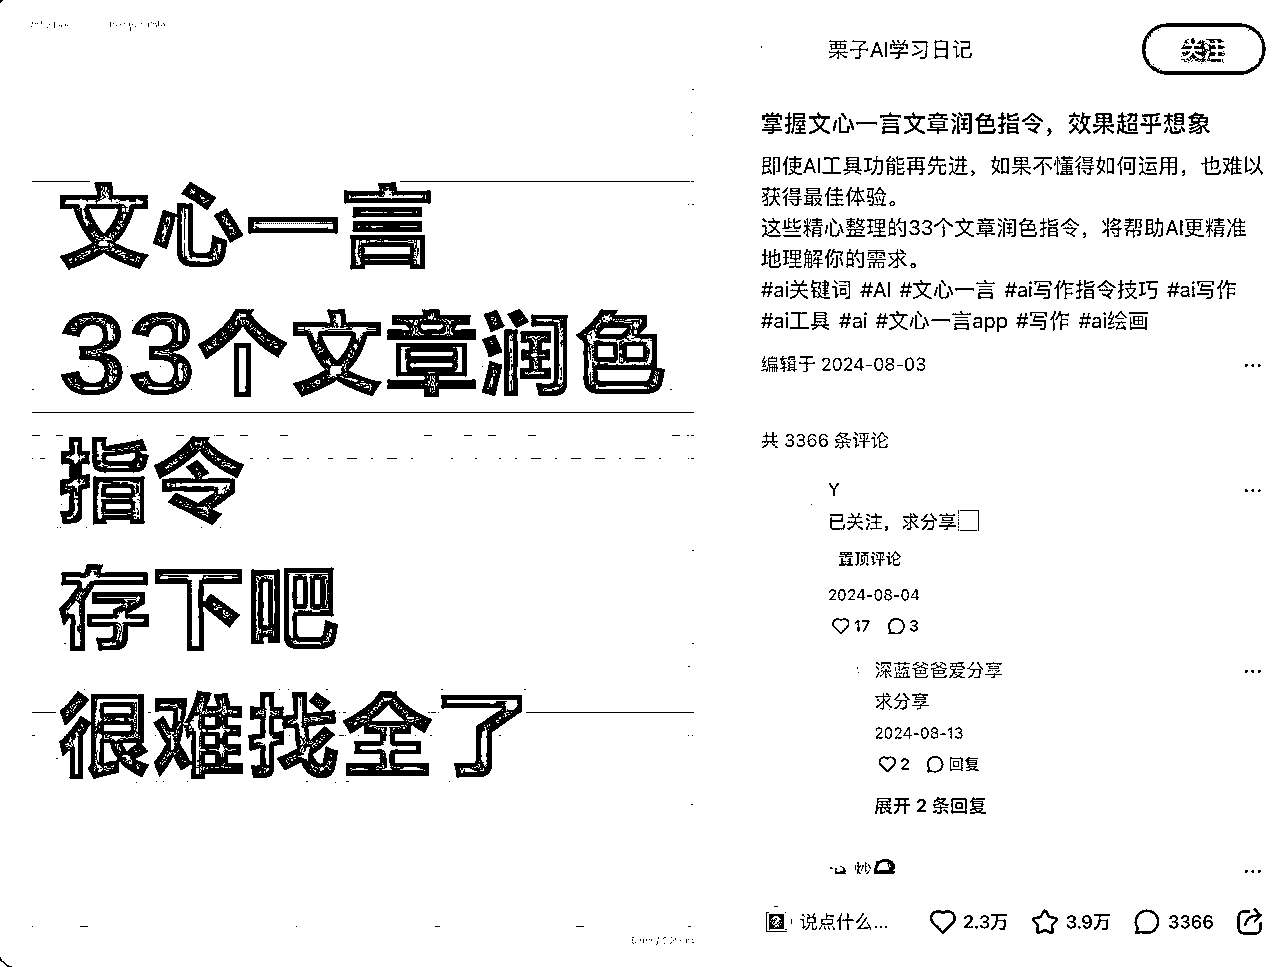 文心一言
33个文章润色
指令
存下吧
很难找全了
栗子AI学习日记
关注
掌握文心一言文章润色指令，效果超乎想象
即使AI工具功能再先进，如果不懂得如何运用，也难以
获得最佳体验。
这些精心整理的33个文章润色指令，将帮助AI更精准
地理解你的需求。
#ai关键词 #AI #文心一言 #ai写作指令技巧 #ai写作
#ai工具 #ai #文心一言app #写作 #ai绘画
编辑于 2024-08-03
共 3366 条评论
Y
已关注，求分享
置顶评论
2024-08-04
17 3
深蓝爸爸爱分享
求分享
2024-08-13
2 回复
展开 2 条回复
说点什么...
2.3万 3.9万 3366